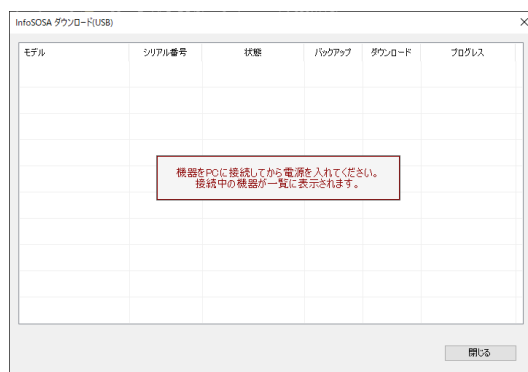 InfoSOSA ダウンロード(USB)
モデル シリアル番号 状態 バックアップ ダウンロード プログレス
機器をPCに接続してから電源を入れてください。
接続中の機器が一覧に表示されます。
閉じる